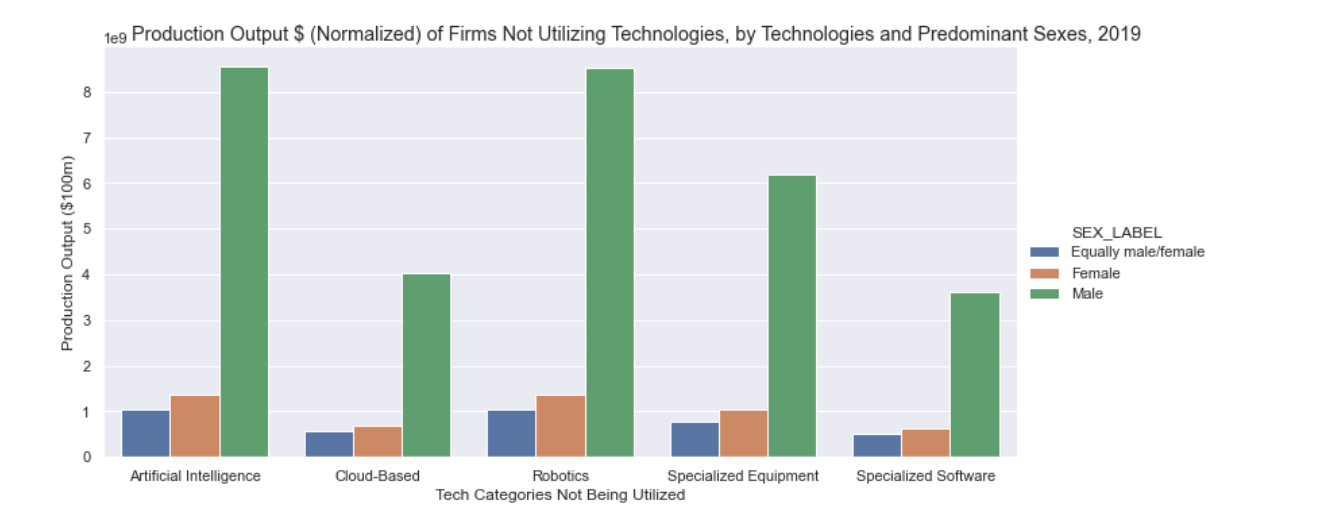 1e9 Production Output $ (Normalized) of Firms Not Utilizing Technologies, by Technologies and Predominant Sexes, 2019
8
7
6
5
4
3
2
1
0
Production Output ($100m)
Artificial Intelligence Cloud-Based Robotics Specialized Equipment Specialized Software
Tech Categories Not Being Utilized
SEX_LABEL
Equally male/female
Female
Male